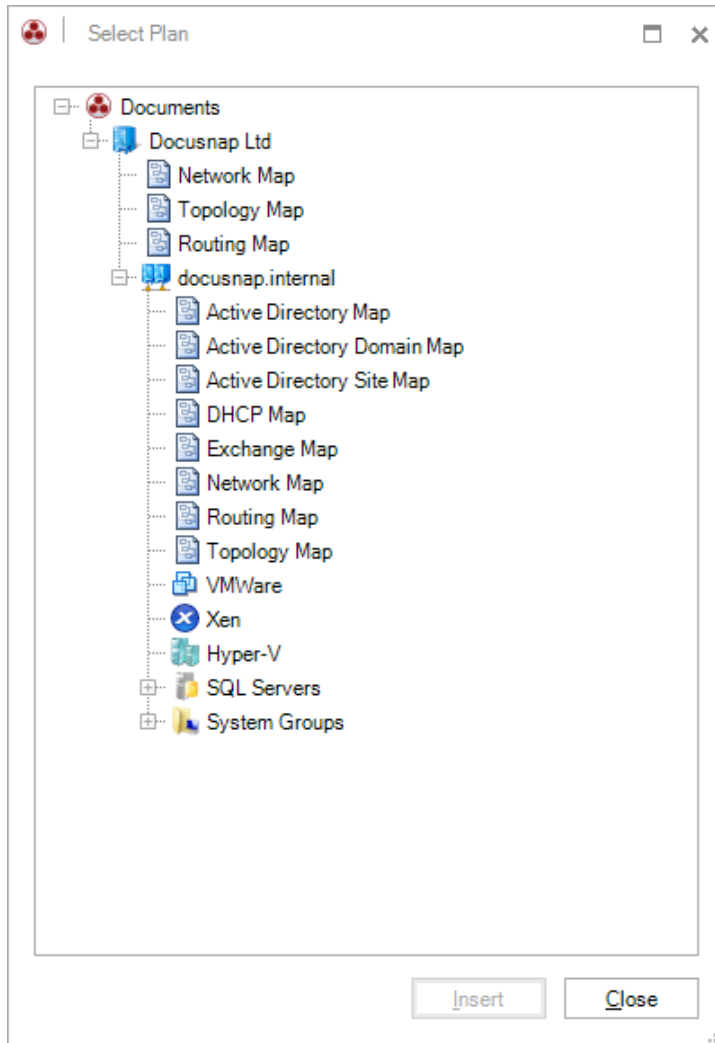 Select Plan
Documents
Docusnap Ltd
Network Map
Topology Map
Routing Map
docusnap.internal
Active Directory Map
Active Directory Domain Map
Active Directory Site Map
DHCP Map
Exchange Map
Network Map
Routing Map
Topology Map
VMWare
Xen
Hyper-V
SQL Servers
System Groups
Insert Close